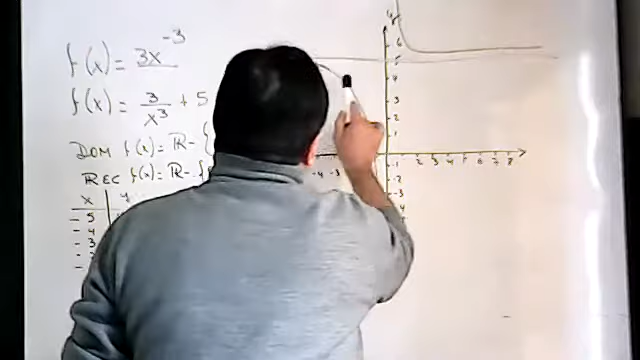 f(x) = 3x^-3
f(x) = 3/x³ + 5
DOM f(x) = R - {
REC f(x) = R - {
x y
- 5
- 4
- 3
-
y
6
5
4
3
2
1
-4 -3 -1 2 3 4 5 6 7 8
-2
-3